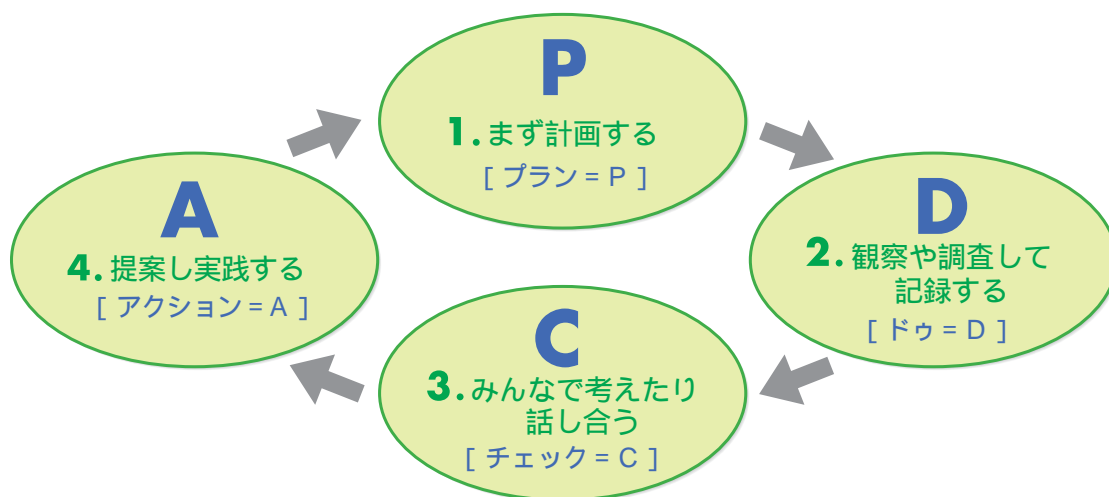 P
1.まず計画する
[ プラン = P ]
D
2.観察や調査して
記録する
[ ドゥ = D ]
C
3.みんなで考えたり
話し合う
[ チェック = C ]
A
4.提案し実践する
[ アクション = A ]